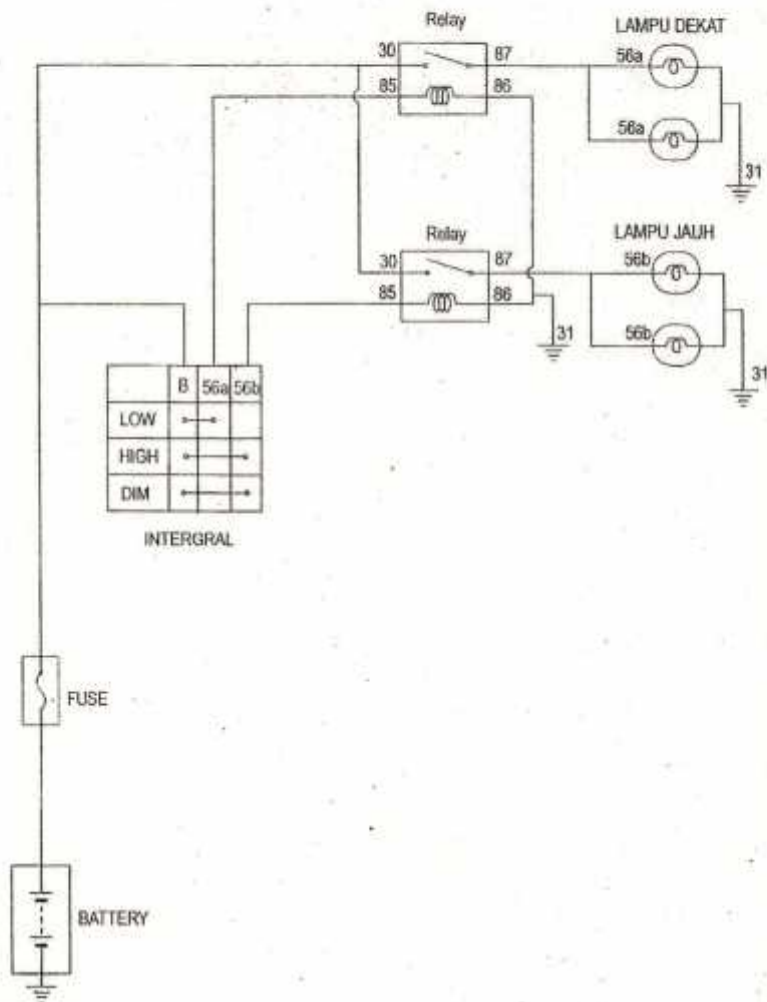 Relay
LAMPU DEKAT
30
87
56a
85
86
56a
31
Relay
LAMPU JAUH
30
87
56b
85
86
56b
31
31
B 56a 56b
LOW
HIGH
DIM
INTERGRAL
FUSE
BATTERY